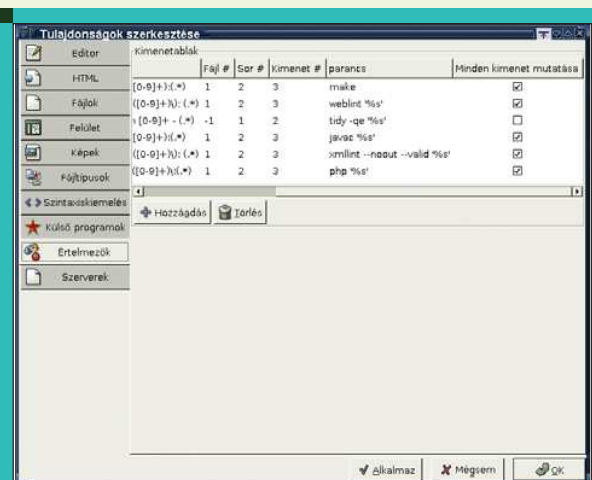 Tulajdonságok szerkesztése
Editor
HTML
Fájlok
Felület
Képek
Fájltípusok
Szintaxiskiemelés
Külső programok
Értelmezők
Szerverek
Kimenetablak
Fájl # Sor # Kimenet # parancs Minden kimenet mutatása
[0-9]+):(.*) 1 2 3 make
([0-9]+)\): (.*) 1 2 3 weblint '%s'
[0-9]+ - (.*) -1 1 2 tidy -qe '%s'
[0-9]+):(.*) 1 2 3 javac '%s'
([0-9]+)\): (.*) 1 2 3 xmllint --noout --valid '%s'
([0-9]+)\:(.*) 1 2 3 php '%s'
Hozzáadás Törlés
Alkalmaz Mégsem OK